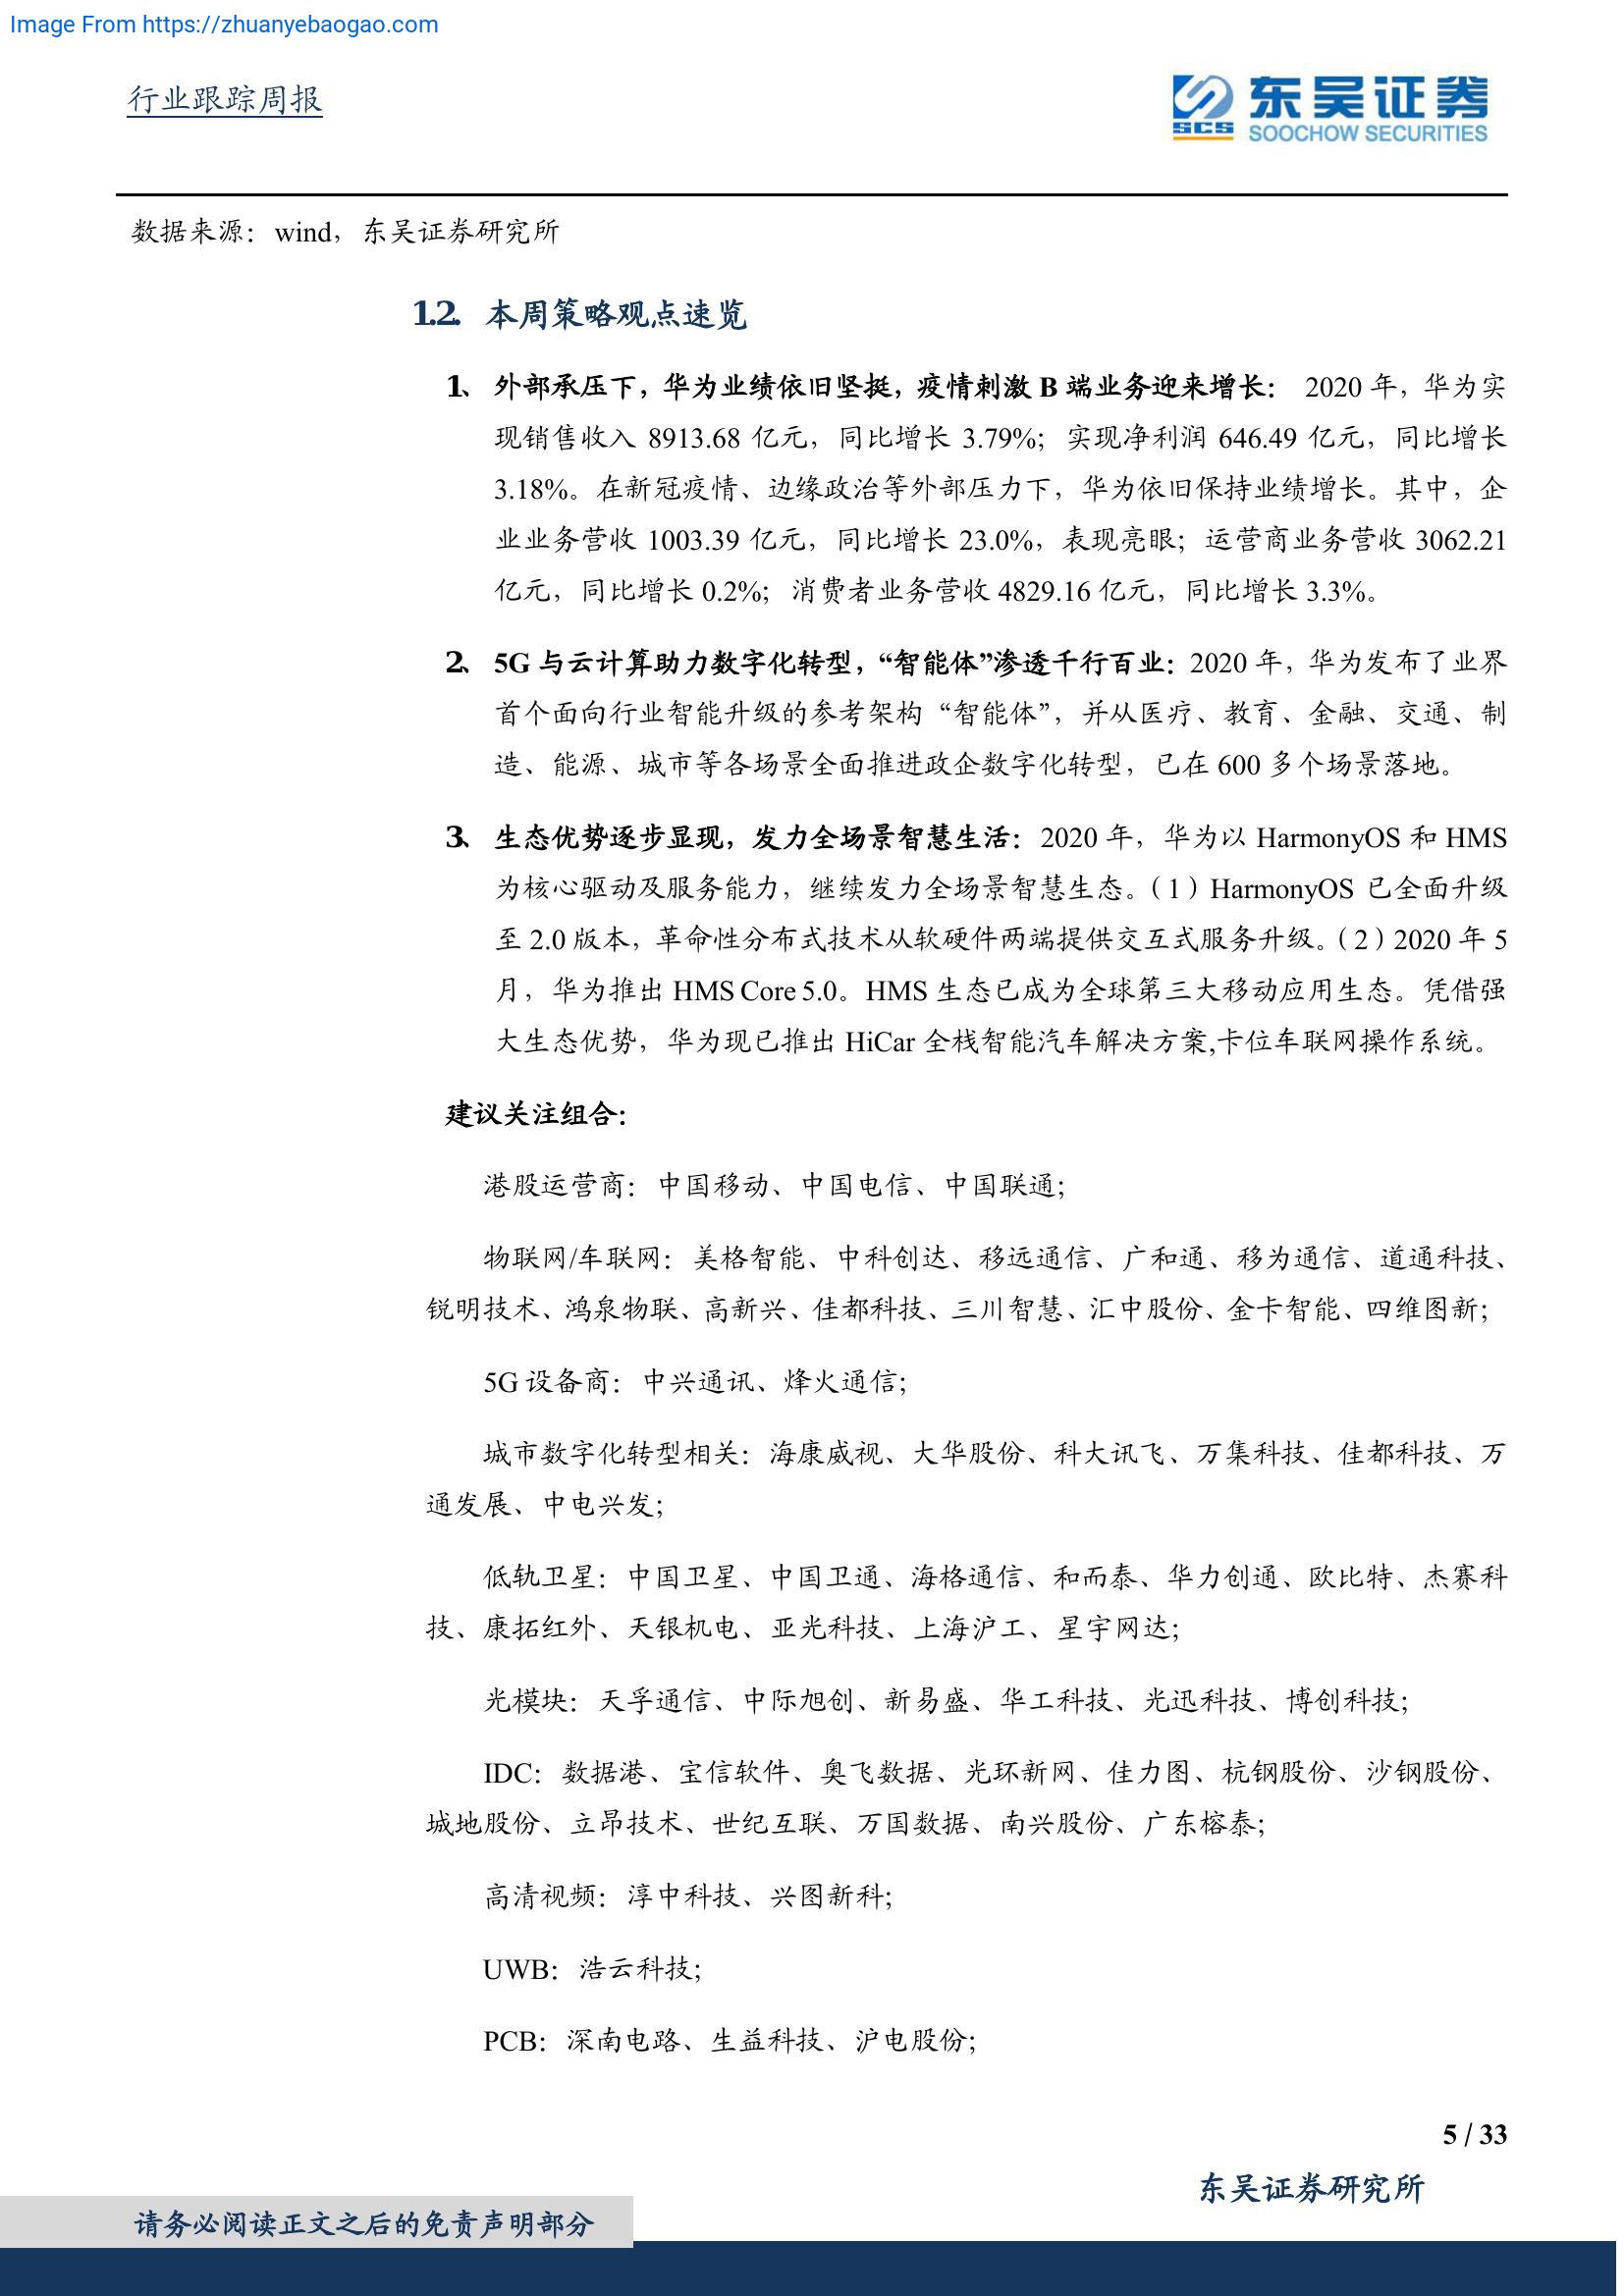 Image From https://zhuanyebaogao.com
行业跟踪周报
SCS
东吴证券
SOOCHOW SECURITIES
数据来源：wind，东吴证券研究所
1.2. 本周策略观点速览
1、 外部承压下，华为业绩依旧坚挺，疫情刺激 B 端业务迎来增长： 2020 年，华为实
现销售收入 8913.68 亿元，同比增长 3.79%；实现净利润 646.49 亿元，同比增长
3.18%。在新冠疫情、边缘政治等外部压力下，华为依旧保持业绩增长。其中，企
业业务营收 1003.39 亿元，同比增长 23.0%，表现亮眼；运营商业务营收 3062.21
亿元，同比增长 0.2%；消费者业务营收 4829.16 亿元，同比增长 3.3%。
2、 5G 与云计算助力数字化转型，“智能体”渗透千行百业：2020 年，华为发布了业界
首个面向行业智能升级的参考架构“智能体”，并从医疗、教育、金融、交通、制
造、能源、城市等各场景全面推进政企数字化转型，已在 600 多个场景落地。
3、 生态优势逐步显现，发力全场景智慧生活：2020 年，华为以 HarmonyOS 和 HMS
为核心驱动及服务能力，继续发力全场景智慧生态。（1）HarmonyOS 已全面升级
至 2.0 版本，革命性分布式技术从软硬件两端提供交互式服务升级。（2）2020 年 5
月，华为推出 HMS Core 5.0。HMS 生态已成为全球第三大移动应用生态。凭借强
大生态优势，华为现已推出 HiCar 全栈智能汽车解决方案,卡位车联网操作系统。
建议关注组合：
港股运营商：中国移动、中国电信、中国联通；
物联网/车联网：美格智能、中科创达、移远通信、广和通、移为通信、道通科技、
锐明技术、鸿泉物联、高新兴、佳都科技、三川智慧、汇中股份、金卡智能、四维图新；
5G 设备商：中兴通讯、烽火通信；
城市数字化转型相关：海康威视、大华股份、科大讯飞、万集科技、佳都科技、万
通发展、中电兴发；
低轨卫星：中国卫星、中国卫通、海格通信、和而泰、华力创通、欧比特、杰赛科
技、康拓红外、天银机电、亚光科技、上海沪工、星宇网达；
光模块：天孚通信、中际旭创、新易盛、华工科技、光迅科技、博创科技；
IDC：数据港、宝信软件、奥飞数据、光环新网、佳力图、杭钢股份、沙钢股份、
城地股份、立昂技术、世纪互联、万国数据、南兴股份、广东榕泰；
高清视频：淳中科技、兴图新科；
UWB：浩云科技；
PCB：深南电路、生益科技、沪电股份；
5 / 33
东吴证券研究所
请务必阅读正文之后的免责声明部分